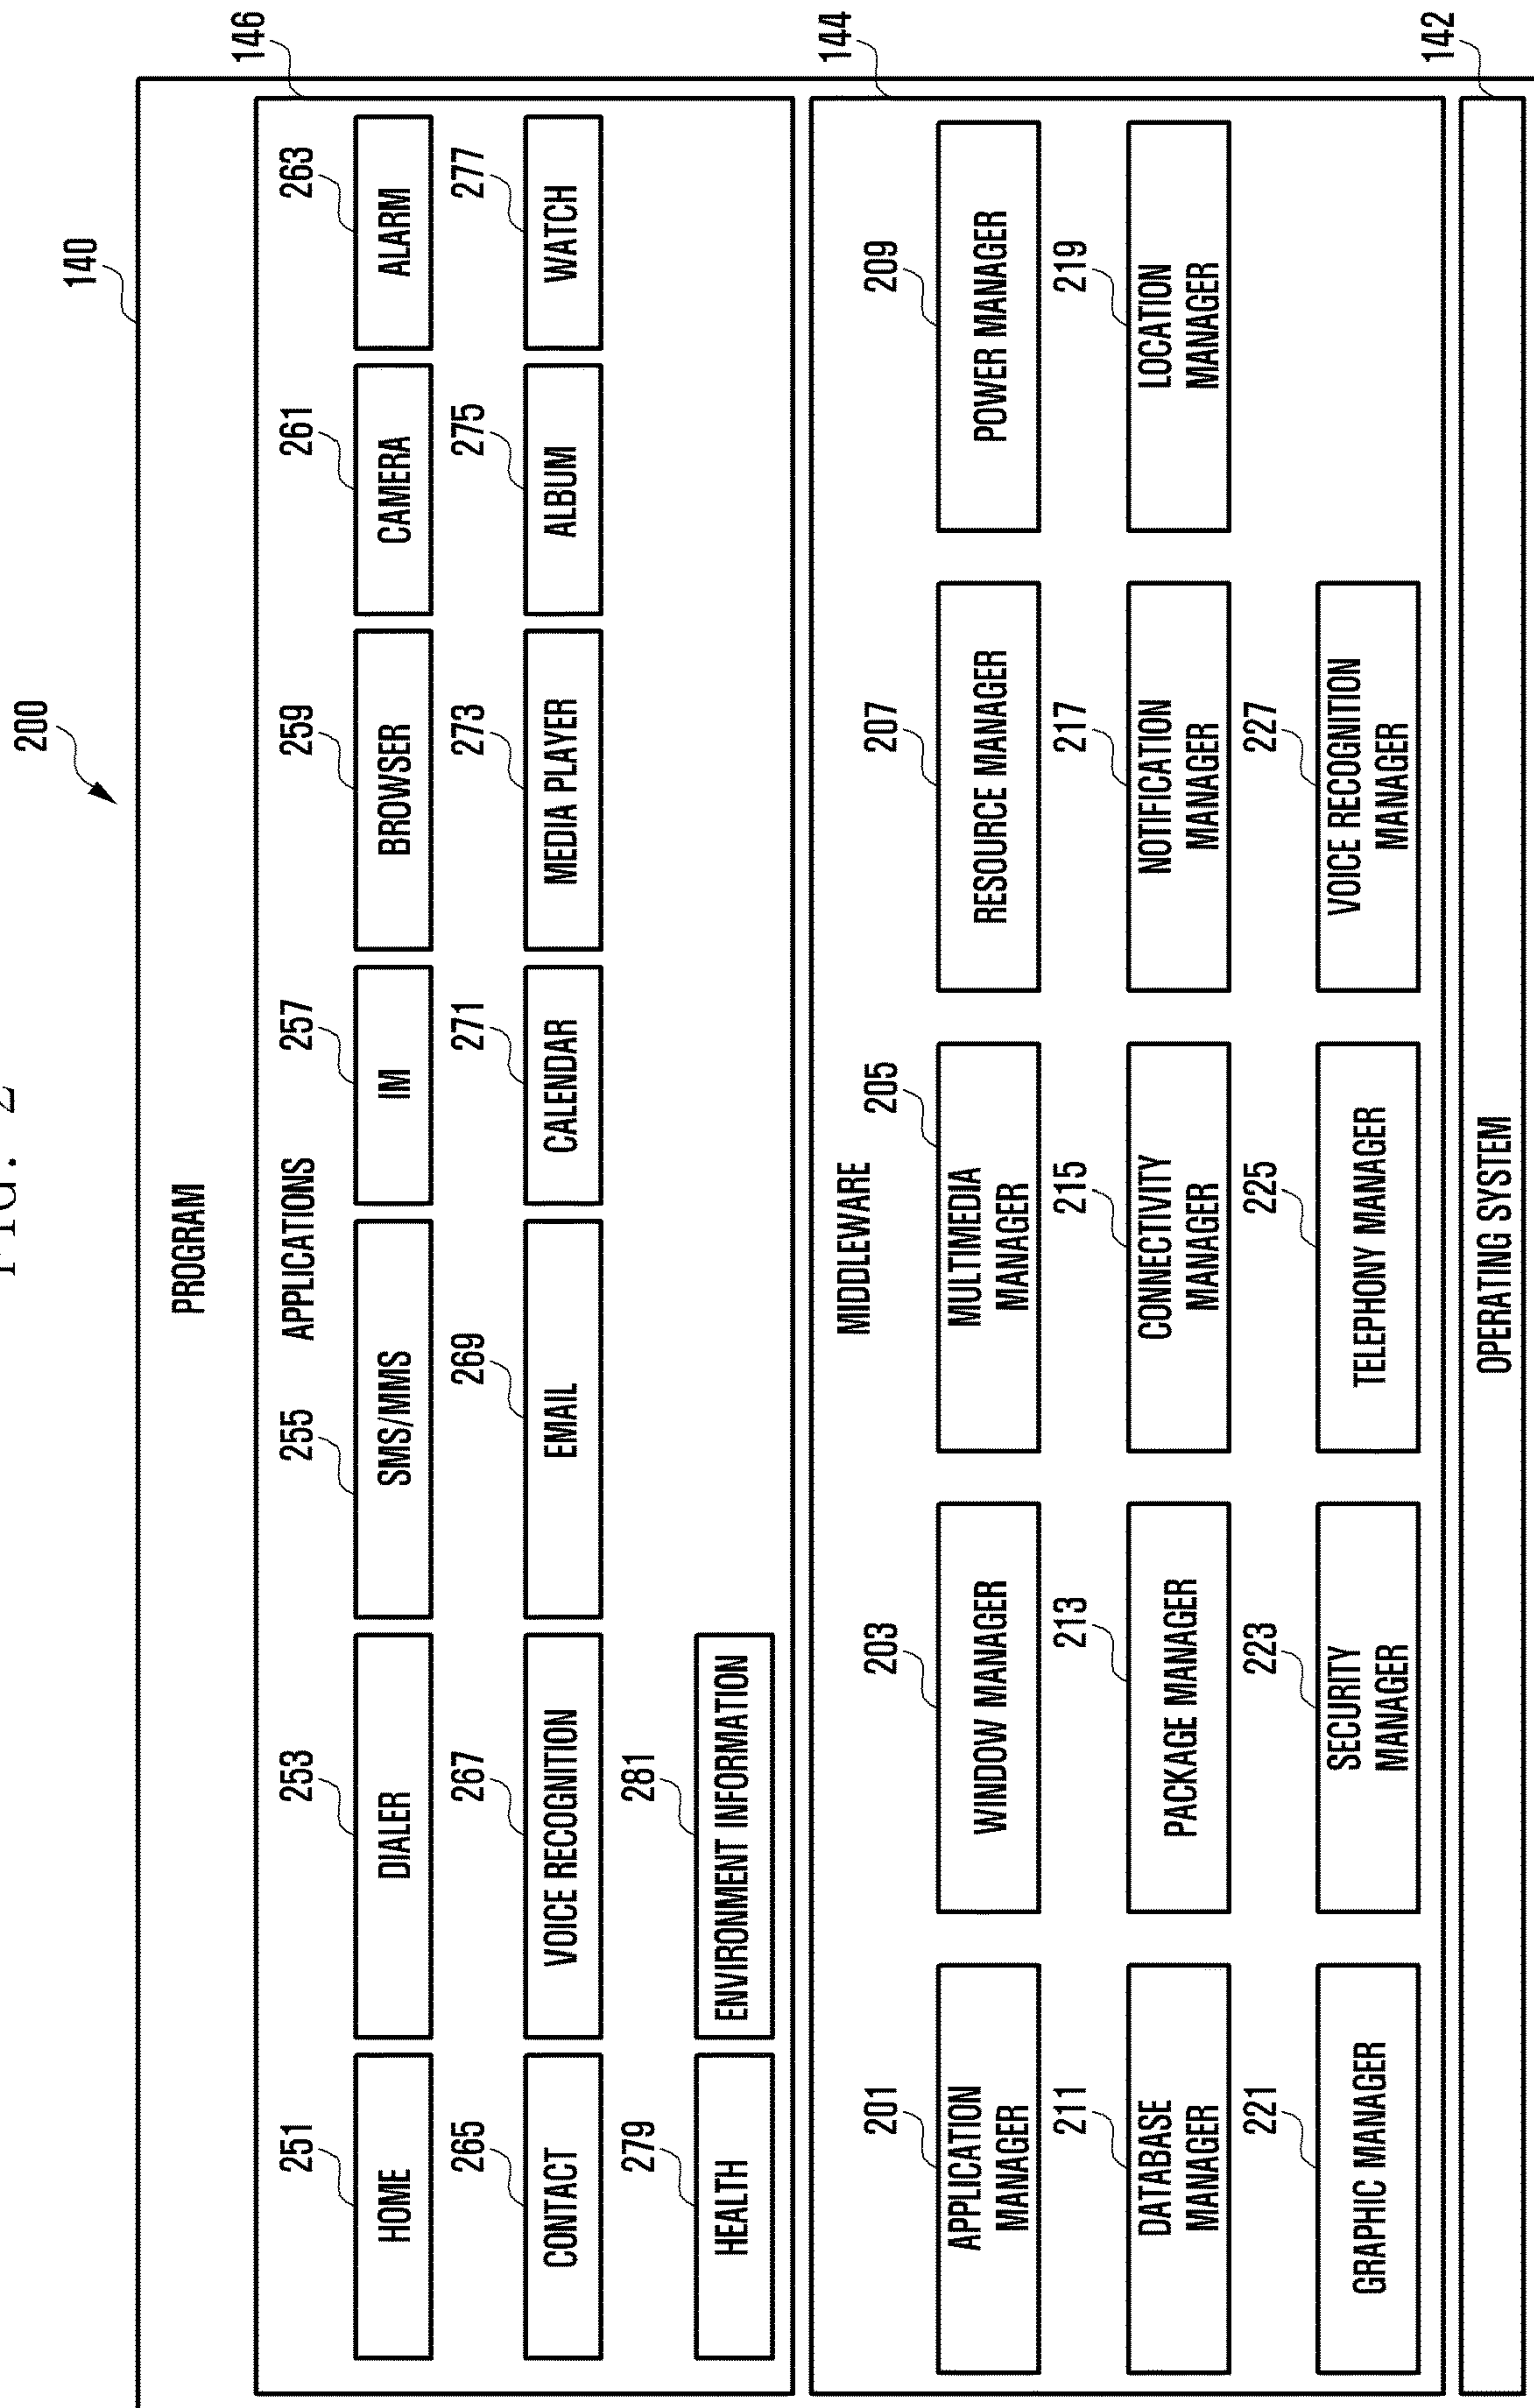 FIG. 2
200
140
PROGRAM
146
APPLICATIONS
251 253 255 257 259 261 263
HOME DIALER SMS/MMS IM BROWSER CAMERA ALARM
265 267 269 271 273 275 277
CONTACT VOICE RECOGNITION EMAIL CALENDAR MEDIA PLAYER ALBUM WATCH
279 281
HEALTH ENVIRONMENT INFORMATION
144
MIDDLEWARE
201 203 205 207 209
APPLICATION
MANAGER
WINDOW MANAGER
MULTIMEDIA
MANAGER
RESOURCE MANAGER
POWER MANAGER
211 213 215 217 219
DATABASE
MANAGER
PACKAGE MANAGER
CONNECTIVITY
MANAGER
NOTIFICATION
MANAGER
LOCATION
MANAGER
221 223 225 227
GRAPHIC MANAGER
SECURITY
MANAGER
TELEPHONY MANAGER
VOICE RECOGNITION
MANAGER
142
OPERATING SYSTEM